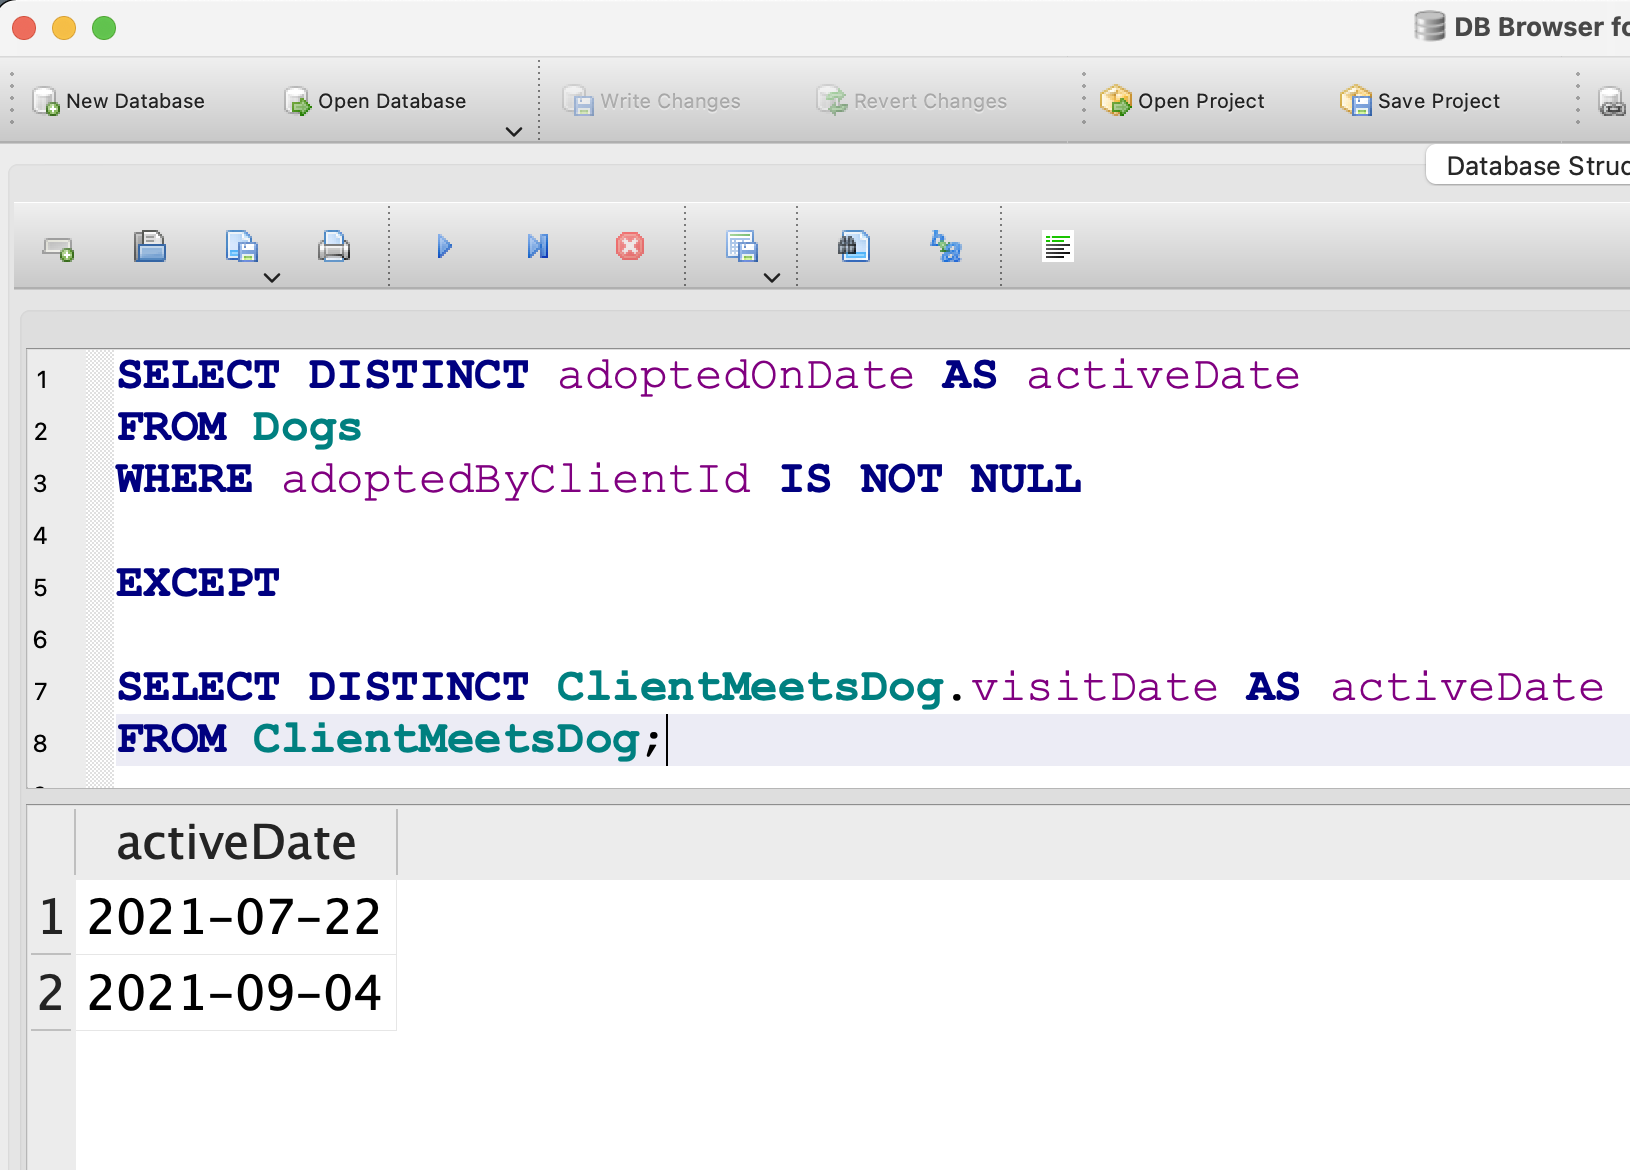 DB Browser fo
New Database Open Database Write Changes Revert Changes Open Project Save Project
Database Struc
1 SELECT DISTINCT adoptedOnDate AS activeDate
2 FROM Dogs
3 WHERE adoptedByClientId IS NOT NULL
4
5 EXCEPT
6
7 SELECT DISTINCT ClientMeetsDog.visitDate AS activeDate
8 FROM ClientMeetsDog;
activeDate
1 2021-07-22
2 2021-09-04